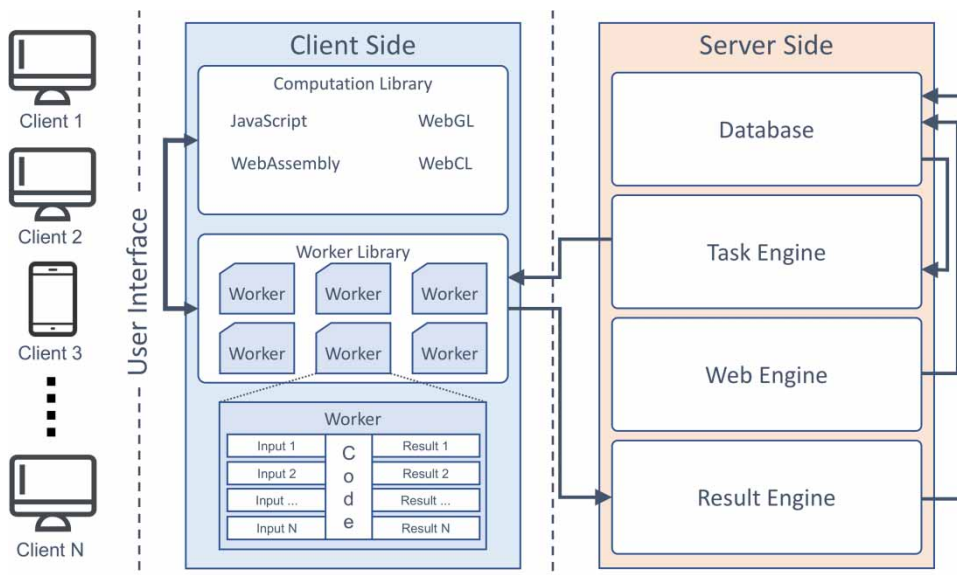 Client 1
Client 2
Client 3
Client N
User Interface
Client Side
Computation Library
JavaScript WebGL
WebAssembly WebCL
Worker Library
Worker Worker Worker
Worker Worker Worker
Worker
Input 1 Result 1
Input 2 Result 2
Input ... Result ...
Input N Result N
Code
Server Side
Database
Task Engine
Web Engine
Result Engine